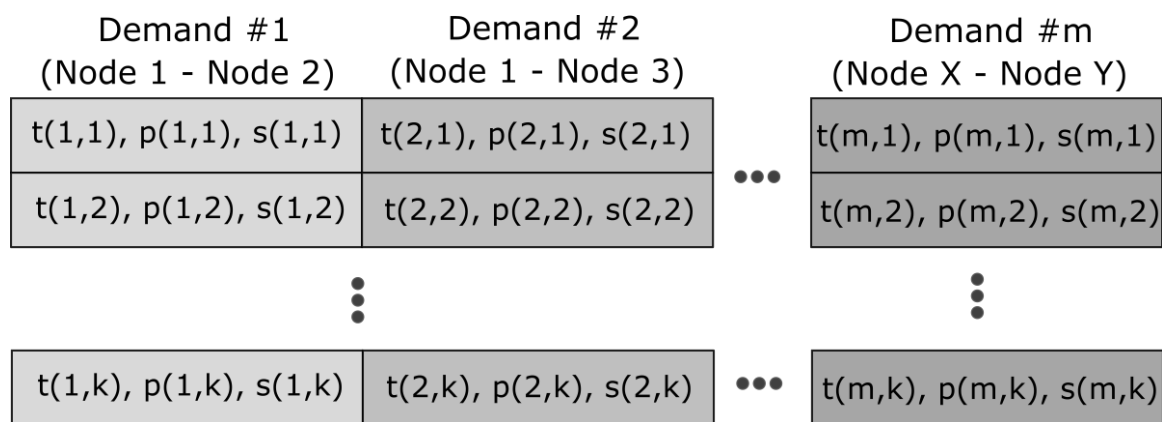 Demand #1
(Node 1 - Node 2)
Demand #2
(Node 1 - Node 3)
Demand #m
(Node X - Node Y)
t(1,1), p(1,1), s(1,1)
t(2,1), p(2,1), s(2,1)
t(m,1), p(m,1), s(m,1)
t(1,2), p(1,2), s(1,2)
t(2,2), p(2,2), s(2,2)
t(m,2), p(m,2), s(m,2)
t(1,k), p(1,k), s(1,k)
t(2,k), p(2,k), s(2,k)
t(m,k), p(m,k), s(m,k)